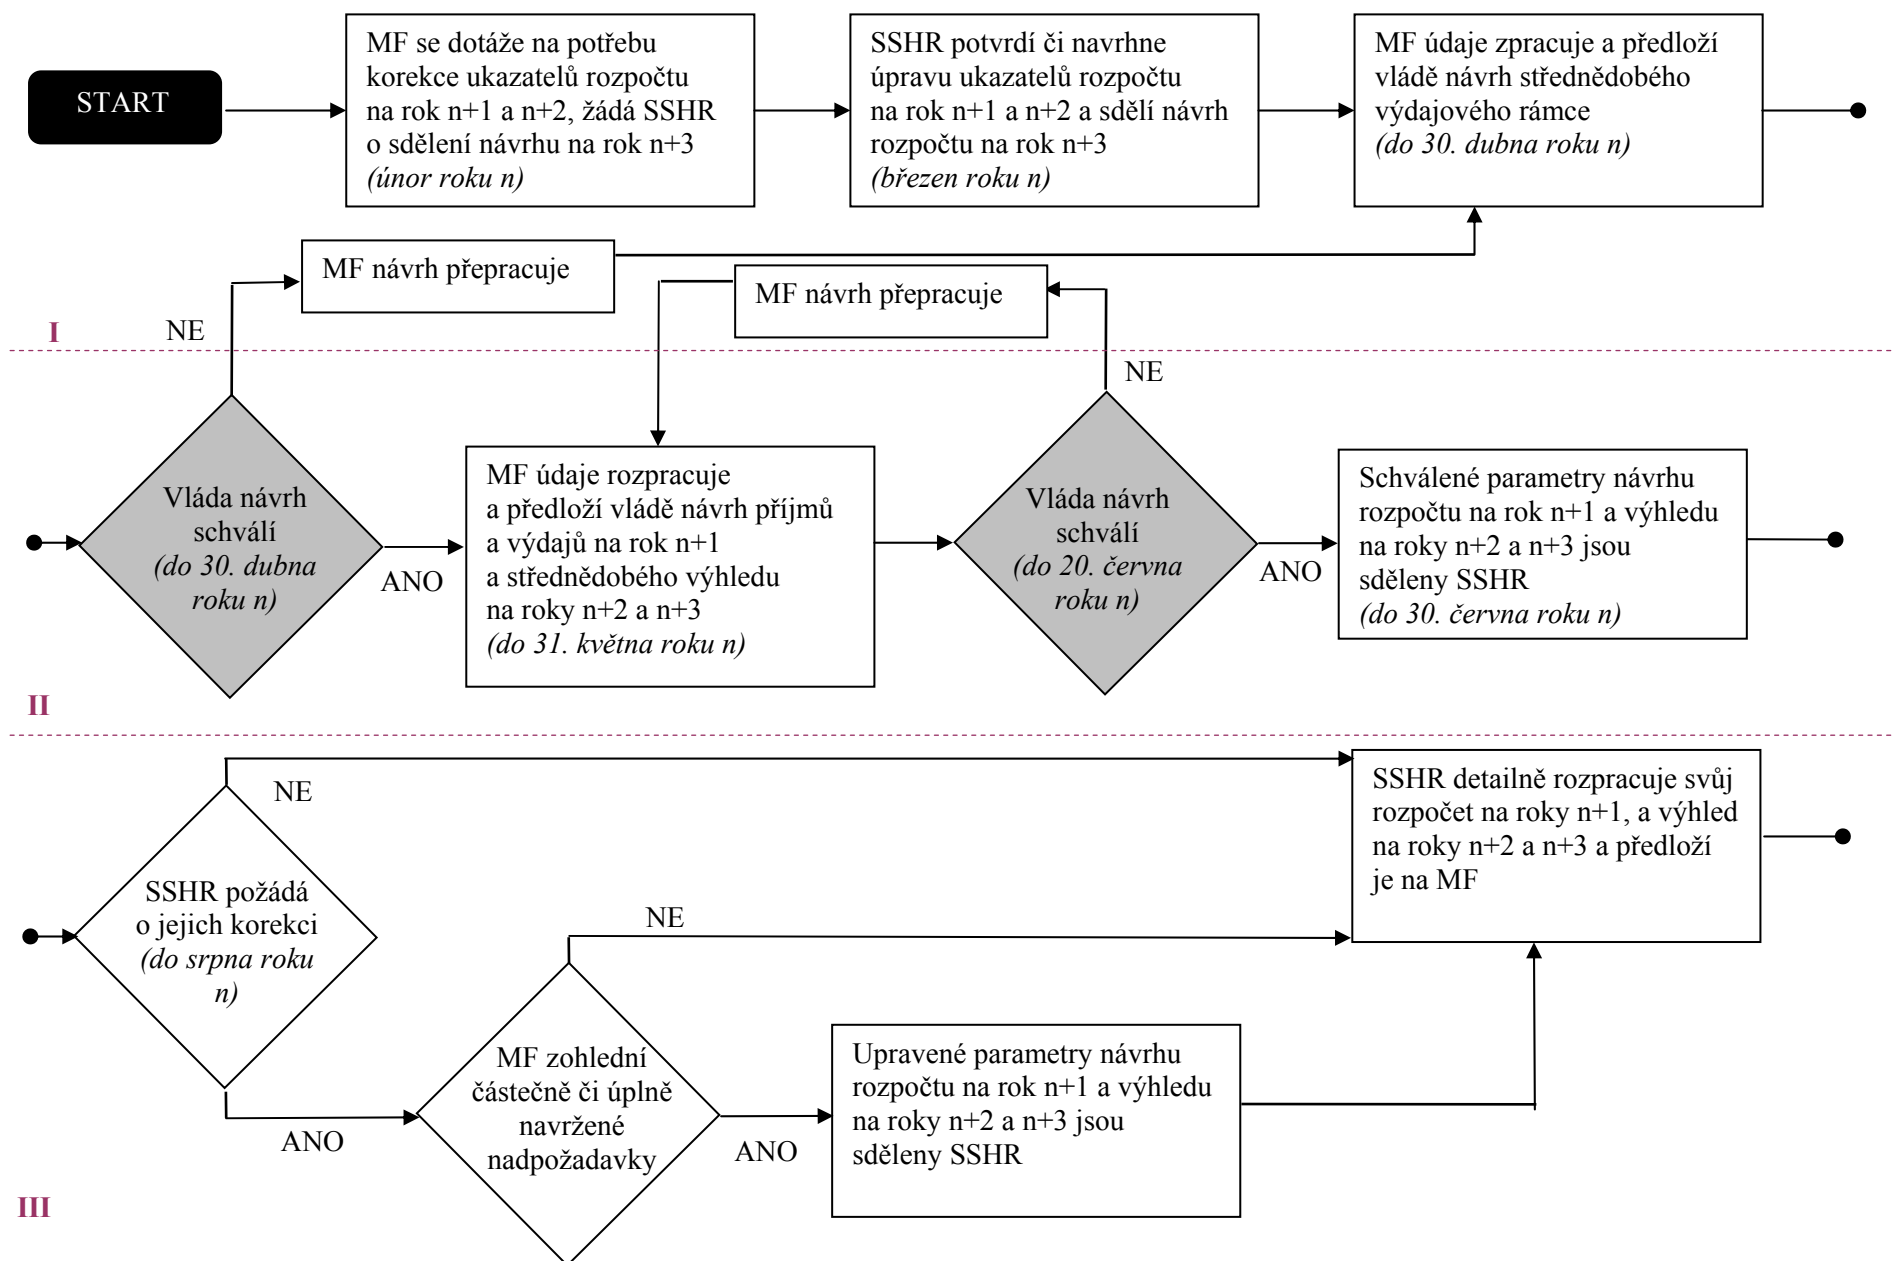 START
MF se dotáže na potřebu
korekce ukazatelů rozpočtu
na rok n+1 a n+2, žádá SSHR
o sdělení návrhu na rok n+3
(únor roku n)
SSHR potvrdí či navrhne
úpravu ukazatelů rozpočtu
na rok n+1 a n+2 a sdělí návrh
rozpočtu na rok n+3
(březen roku n)
MF údaje zpracuje a předloží
vládě návrh střednědobého
výdajového rámce
(do 30. dubna roku n)
MF návrh přepracuje
MF návrh přepracuje
I
NE
NE
Vláda návrh
schválí
(do 30. dubna
roku n)
ANO
MF údaje rozpracuje
a předloží vládě návrh příjmů
a výdajů na rok n+1
a střednědobého výhledu
na roky n+2 a n+3
(do 31. května roku n)
Vláda návrh
schválí
(do 20. června
roku n)
ANO
Schválené parametry návrhu
rozpočtu na rok n+1 a výhledu
na roky n+2 a n+3 jsou
sděleny SSHR
(do 30. června roku n)
II
NE
SSHR požádá
o jejich korekci
(do srpna roku
n)
ANO
NE
MF zohlední
částečně či úplně
navržené
nadpožadavky
ANO
Upravené parametry návrhu
rozpočtu na rok n+1 a výhledu
na roky n+2 a n+3 jsou
sděleny SSHR
SSHR detailně rozpracuje svůj
rozpočet na roky n+1, a výhled
na roky n+2 a n+3 a předloží
je na MF
III